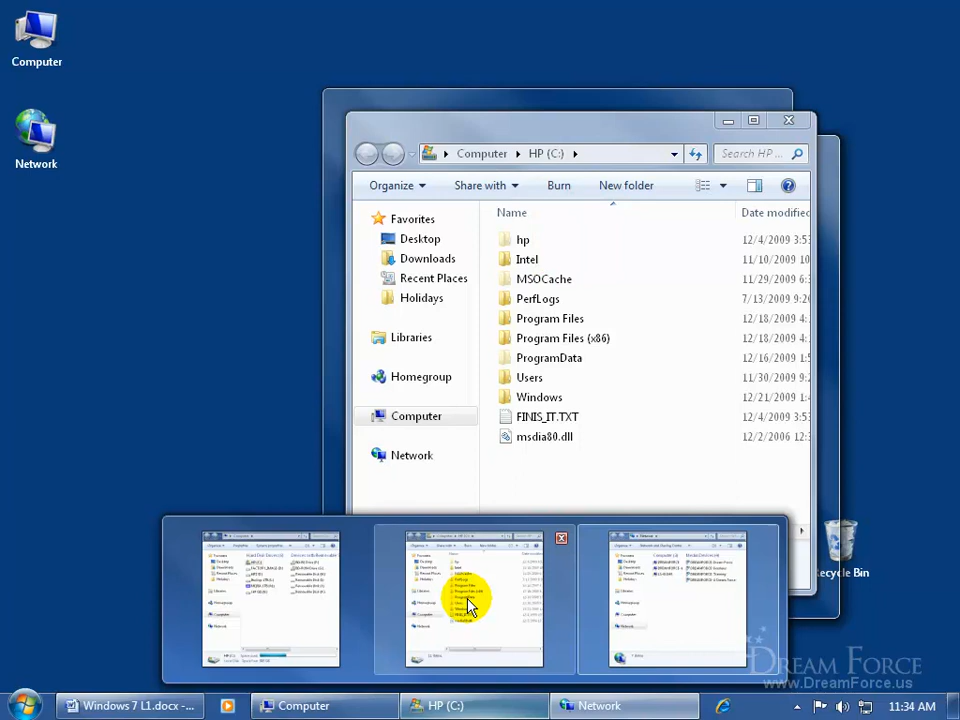 Computer
Network
Computer
HP (C:)
Search HP ...
Organize
Share with
Burn
New folder
Name
Date modified
Favorites
Desktop
Downloads
Recent Places
Holidays
Libraries
Homegroup
Computer
Network
hp 12/4/2009 3:53
Intel 11/10/2009 10
MSOCache 11/29/2009 6:
PerfLogs 7/13/2009 9:20
Program Files 12/18/2009 4:
Program Files (x86) 12/18/2009 4:
ProgramData 12/16/2009 1:
Users 11/30/2009 9:2
Windows 12/21/2009 1:4
FINIS_IT.TXT 12/4/2009 3:53
msdia80.dll 12/2/2006 12:
Recycle Bin
DREAM FORCE
www.DreamForce.us
Windows 7 L1.docx - ...
Computer
HP (C:)
Network
11:34 AM